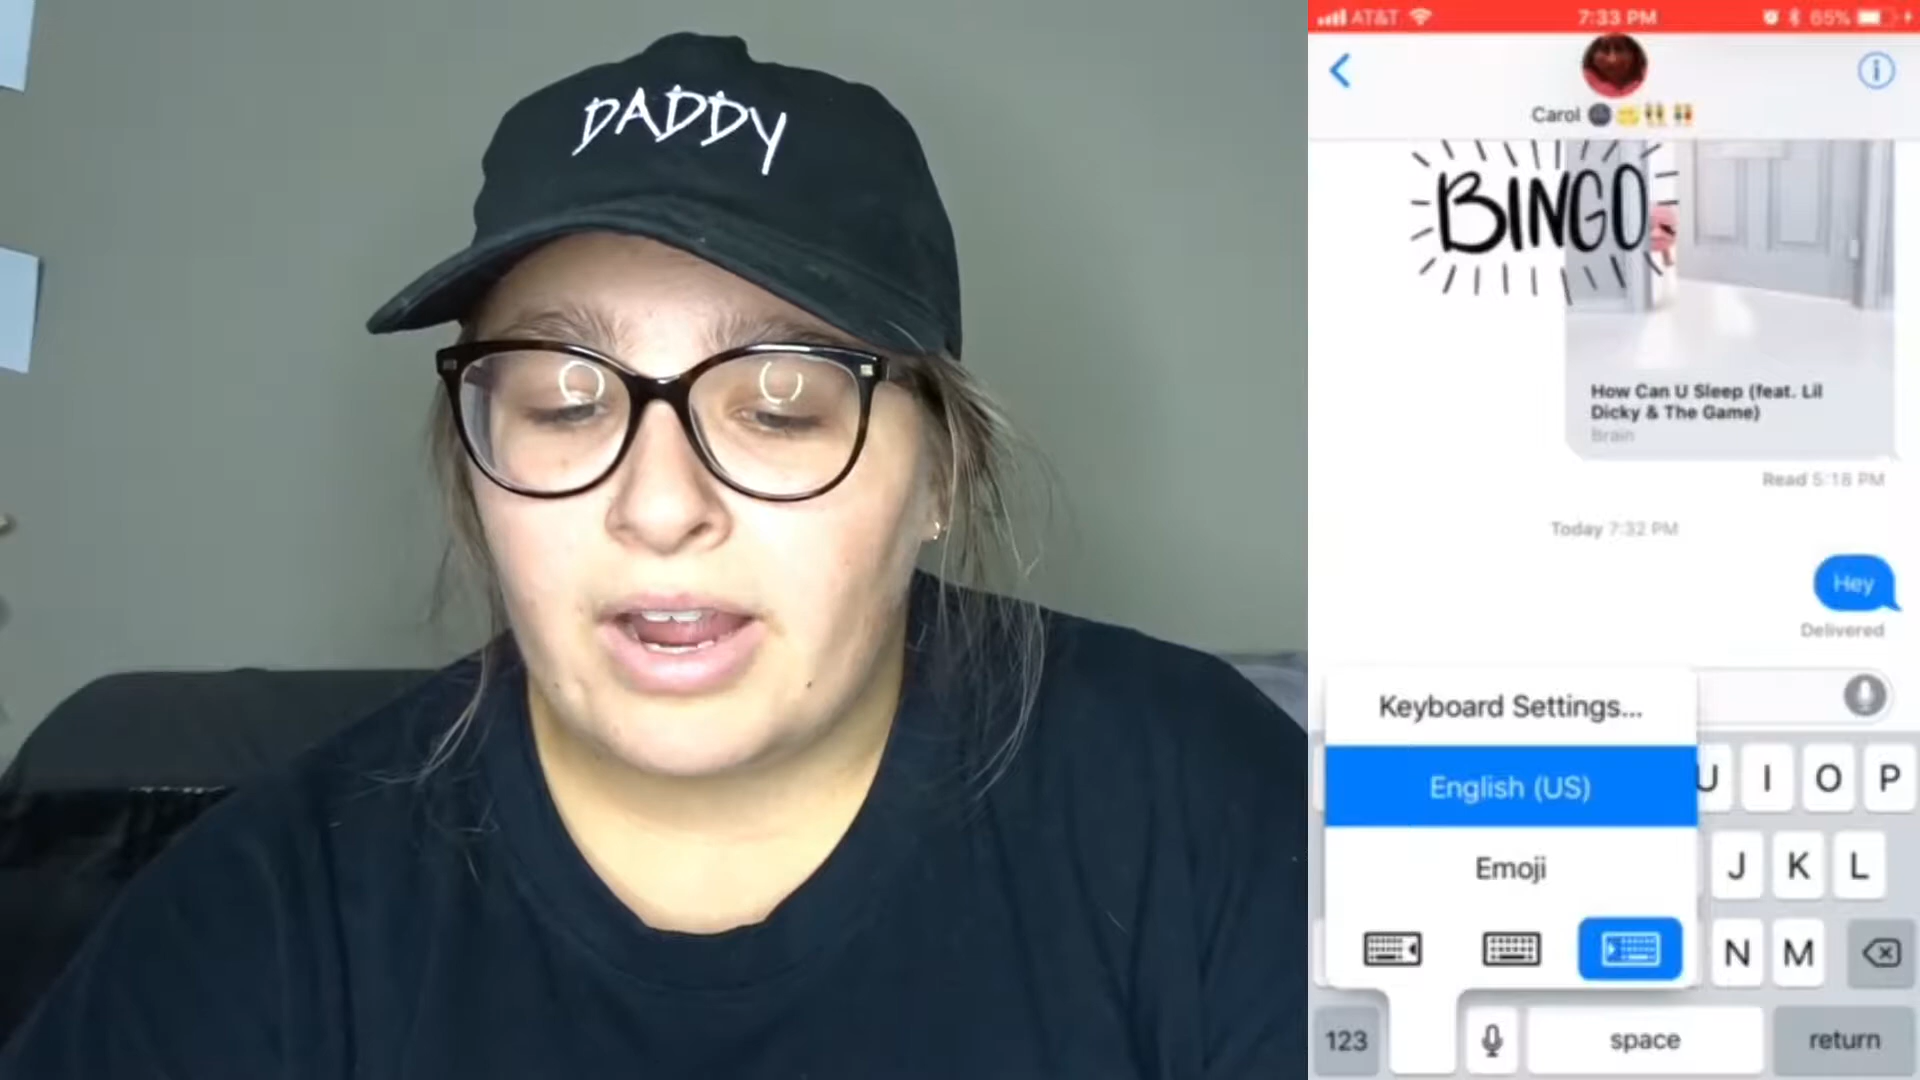 DADDY
AT&T
7:33 PM
65%
Carol
BINGO
How Can U Sleep (feat. Lil
Dicky & The Game)
Brain
Read 5:18 PM
Today 7:32 PM
Hey
Delivered
Keyboard Settings...
English (US)
Emoji
U I O P
J K L
N M
123
space
return